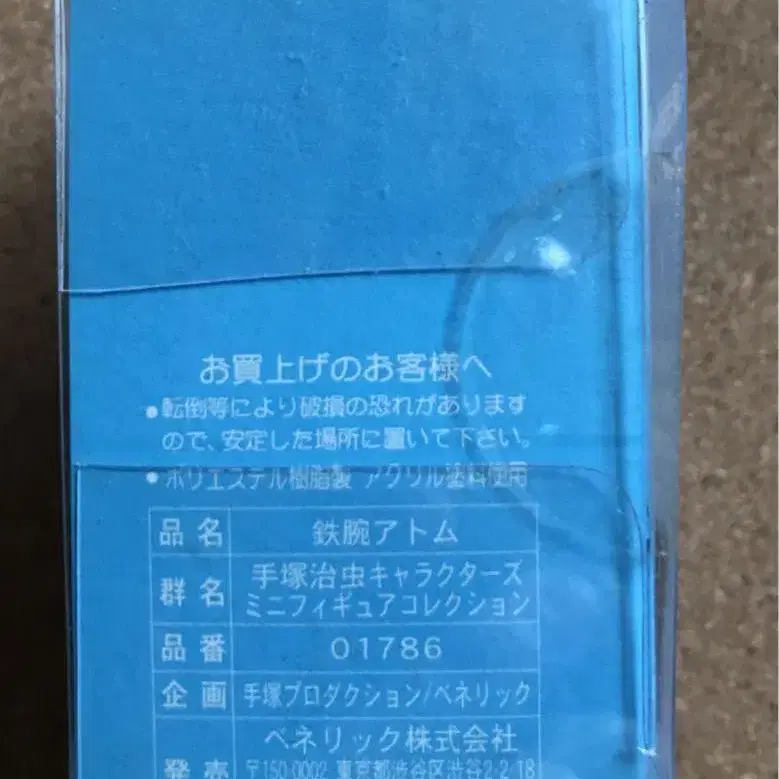 お買上げのお客様へ
●転倒等により破損の恐れがあります
ので、安定した場所に置いて下さい。
●ポリエステル樹脂製 アクリル塗料使用
品名 鉄腕アトム
群名 手塚治虫キャラクターズ
ミニフィギュアコレクション
品番 01786
企画 手塚プロダクション/ベネリック
発売 ベネリック株式会社
〒150-0002 東京都渋谷区渋谷2-2-18